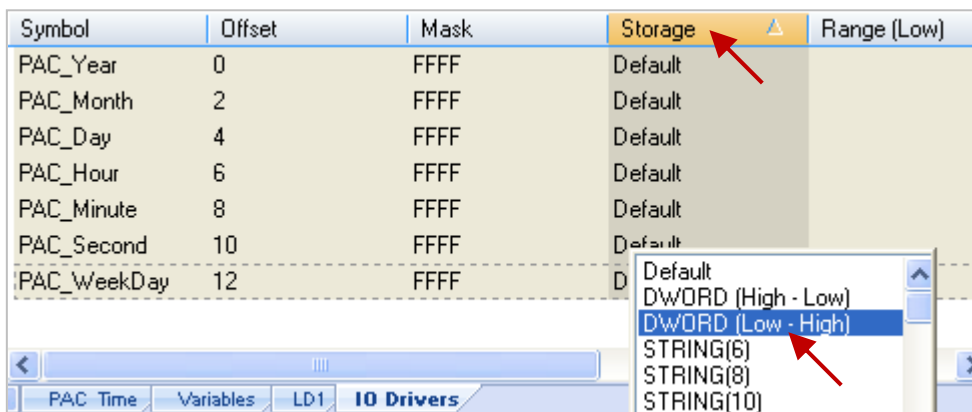 Symbol Offset Mask Storage Range (Low)
PAC_Year 0 FFFF Default
PAC_Month 2 FFFF Default
PAC_Day 4 FFFF Default
PAC_Hour 6 FFFF Default
PAC_Minute 8 FFFF Default
PAC_Second 10 FFFF Default
PAC_WeekDay 12 FFFF D
Default
DWORD (High - Low)
DWORD (Low - High)
STRING(6)
STRING(8)
STRING(10)
PAC_Time Variables LD1 IO Drivers